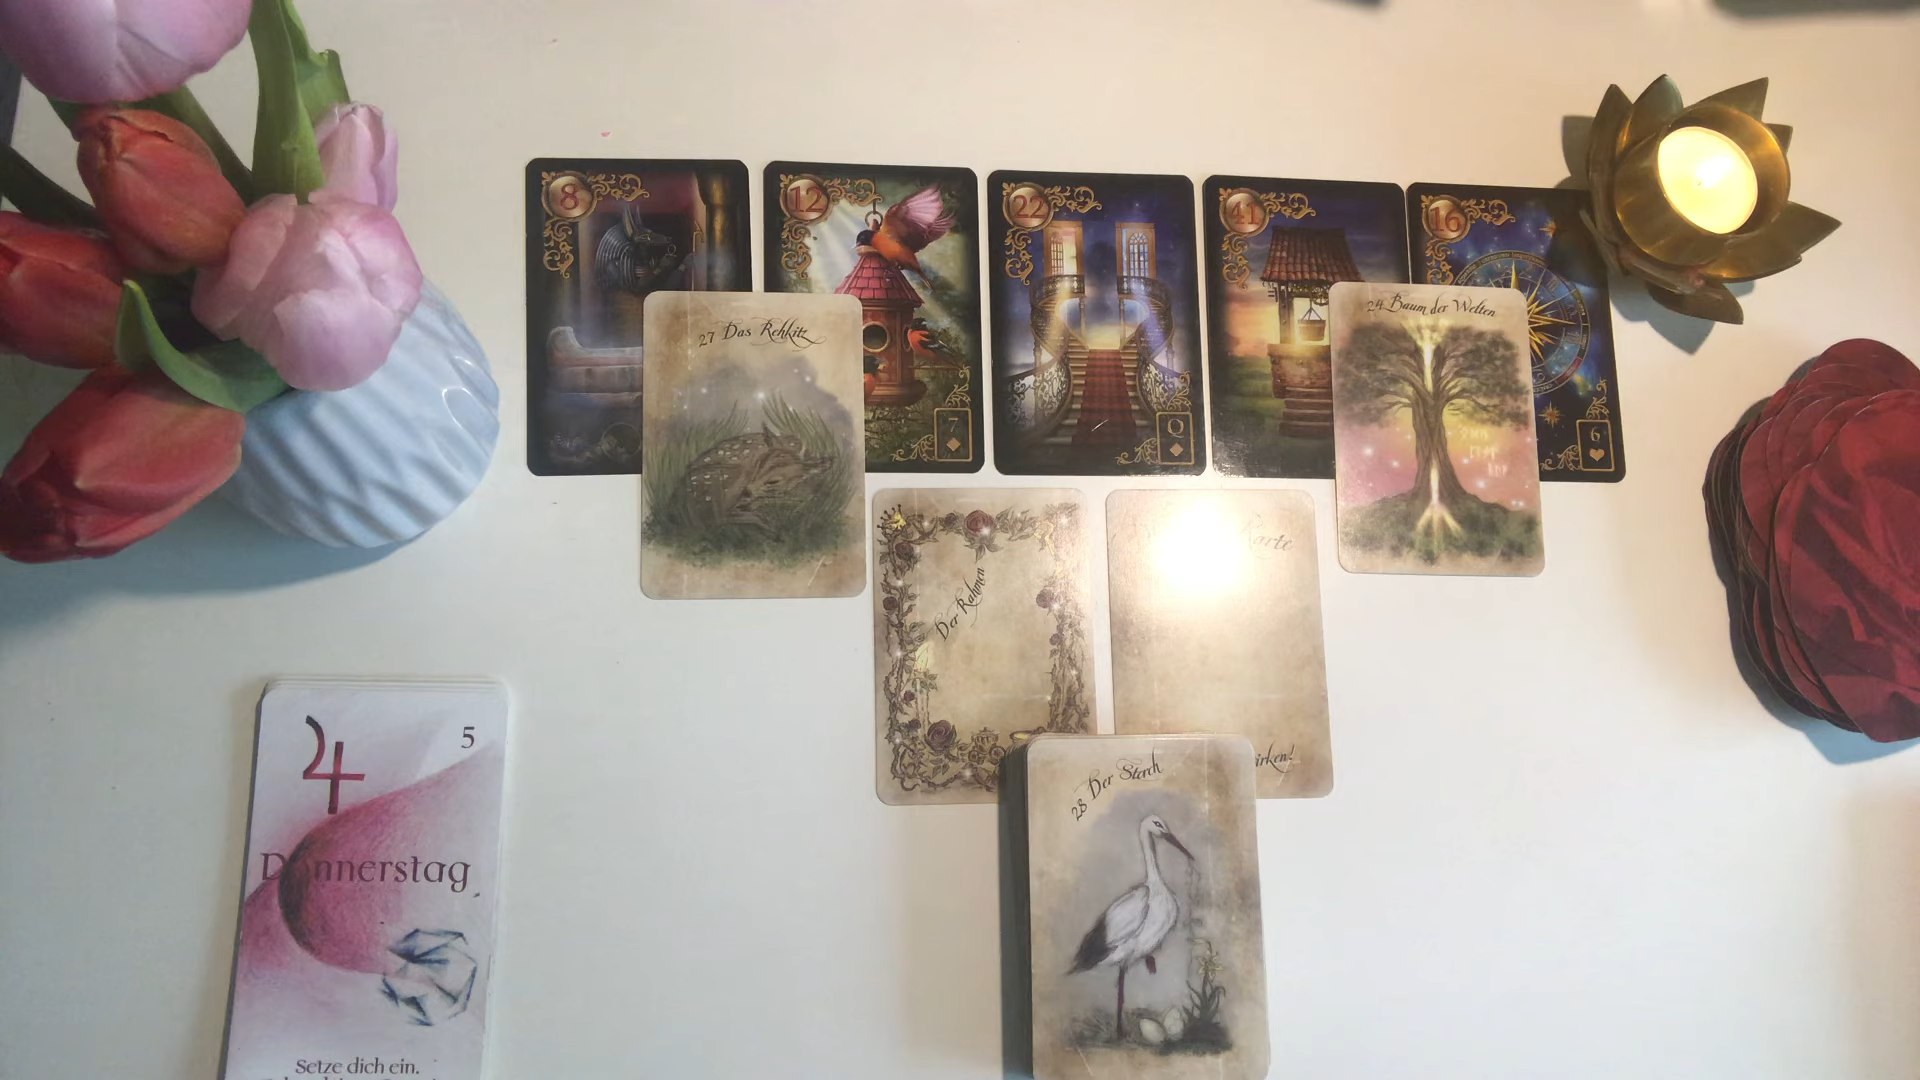 8
12
22
41
16
7
Q
6
27 Das Rehkitz
24 Baum der Welten
Der Rahmen
Karte
wirken!
28 Der Storch
5
Donnerstag
Setze dich ein.